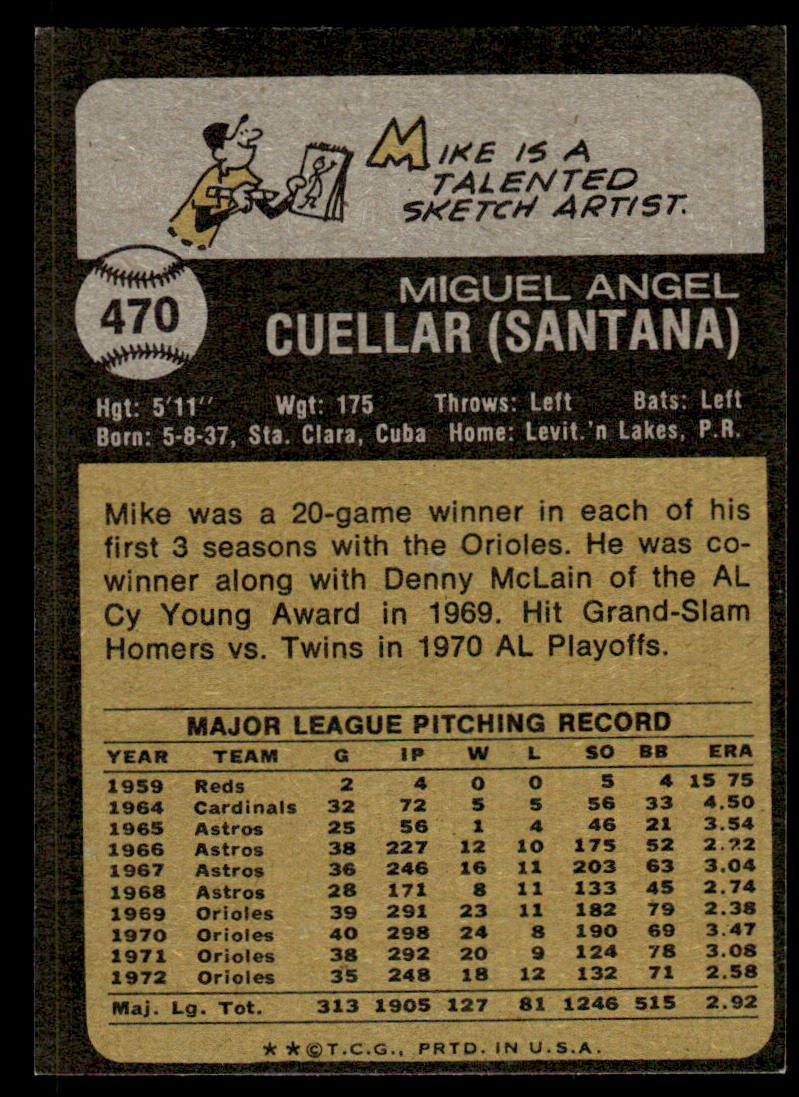 MIKE IS A
TALENTED
SKETCH ARTIST.
470
MIGUEL ANGEL
CUELLAR (SANTANA)
Hgt: 5'11" Wgt: 175 Throws: Left Bats: Left
Born: 5-8-37, Sta. Clara, Cuba Home: Levit.'n Lakes, P.R.
Mike was a 20-game winner in each of his
first 3 seasons with the Orioles. He was co-
winner along with Denny McLain of the AL
Cy Young Award in 1969. Hit Grand-Slam
Homers vs. Twins in 1970 AL Playoffs.
MAJOR LEAGUE PITCHING RECORD
YEAR TEAM G IP W L SO BB ERA
1959 Reds 2 4 0 0 5 4 15 75
1964 Cardinals 32 72 5 5 56 33 4.50
1965 Astros 25 56 1 4 46 21 3.54
1966 Astros 38 227 12 10 175 52 2.22
1967 Astros 36 246 16 11 203 63 3.04
1968 Astros 28 171 8 11 133 45 2.74
1969 Orioles 39 291 23 11 182 79 2.38
1970 Orioles 40 298 24 8 190 69 3.47
1971 Orioles 38 292 20 9 124 78 3.08
1972 Orioles 35 248 18 12 132 71 2.58
Maj. Lg. Tot. 313 1905 127 81 1246 515 2.92
★★©T.C.G., PRTD. IN U.S.A.